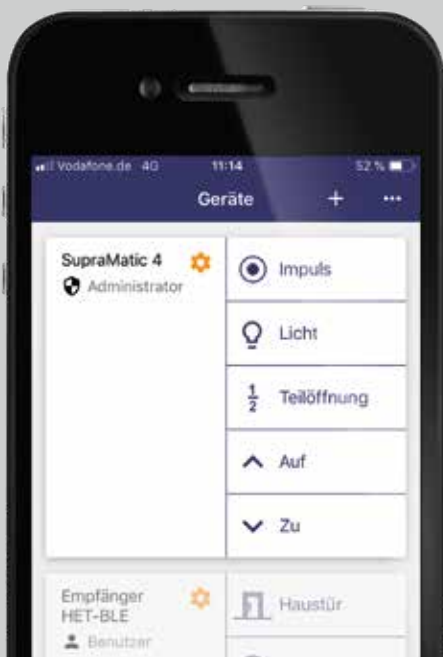 Vodafone.de 4G 11:14 52 %
Geräte
SupraMatic 4
Administrator
Impuls
Licht
1/2 Teilöffnung
Auf
Zu
Empfänger
HET-BLE
Benutzer
Haustür